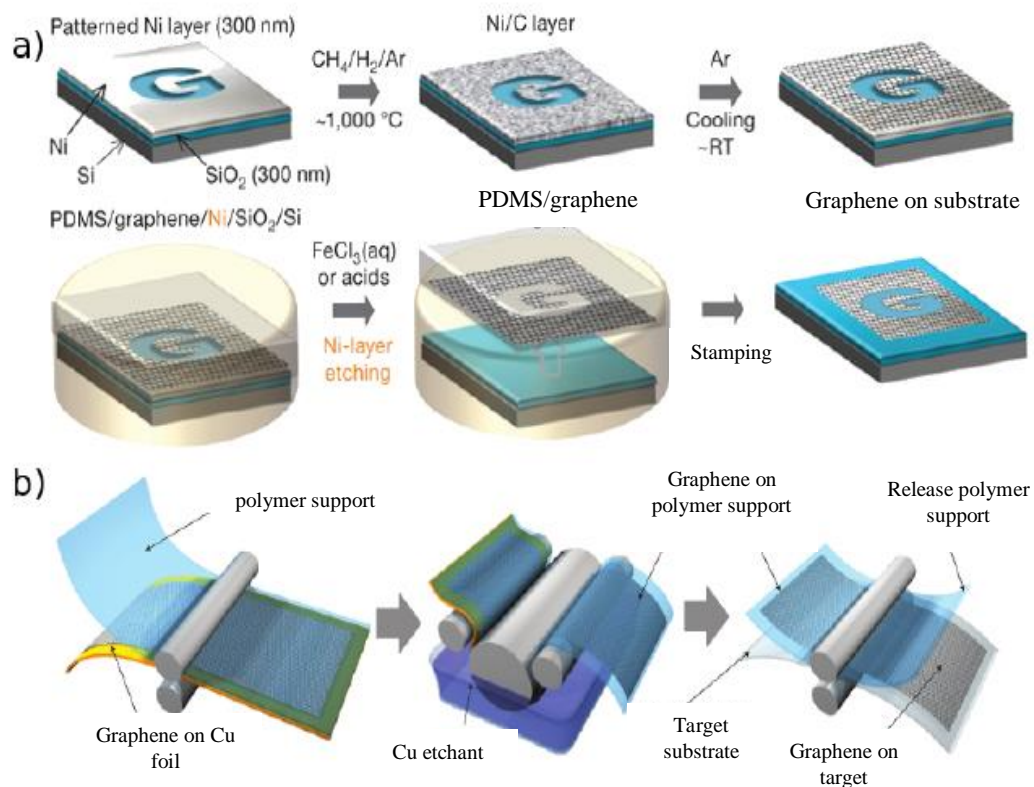 a)
Patterned Ni layer (300 nm)
CH₄/H₂/Ar
~1,000 °C
Ni/C layer
Ar
Cooling
~RT
Ni
Si
SiO₂ (300 nm)
PDMS/graphene
Graphene on substrate
PDMS/graphene/Ni/SiO₂/Si
FeCl₃(aq)
or acids
Ni-layer
etching
Stamping
G
G
G
G
G
G
b)
polymer support
Graphene on
polymer support
Release polymer
support
Graphene on Cu
foil
Cu etchant
Target
substrate
Graphene on
target